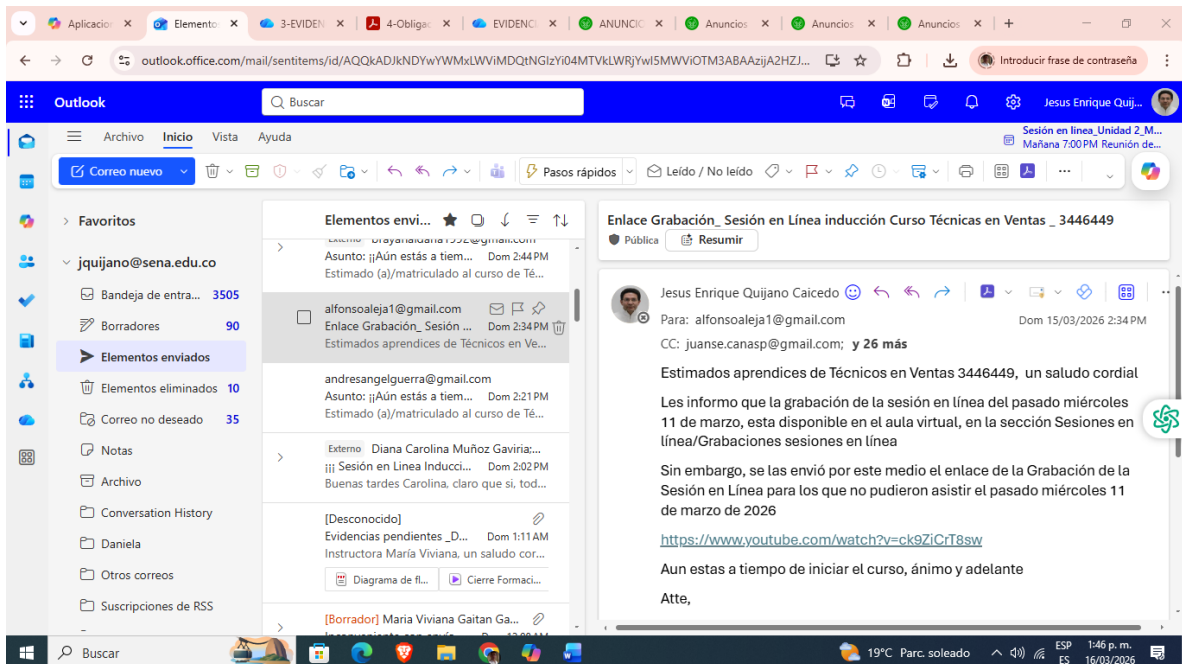 Aplicacion
Elemento
3-EVIDEN
4-Obligac
EVIDENCI
ANUNCIC
Anuncios
Anuncios
Anuncios
outlook.office.com/mail/sentitems/id/AQQkADJkNDYwYWMxLWViMDQtNGIzYi04MTVkLWRjYwI5MWViOTM3ABAAzijA2HZJ...
Introducir frase de contraseña
Outlook
Buscar
Jesus Enrique Quij...
Archivo Inicio Vista Ayuda
Sesión en linea_Unidad 2_M...
Mañana 7:00 PM Reunión de...
Correo nuevo
Pasos rápidos
Leído / No leído
Favoritos
jquijano@sena.edu.co
Bandeja de entra... 3505
Borradores 90
Elementos enviados
Elementos eliminados 10
Correo no deseado 35
Notas
Archivo
Conversation History
Daniela
Otros correos
Suscripciones de RSS
Elementos envi...
Asunto: ¡¡Aún estás a tiem... Dom 2:44 PM
Estimado (a)/matriculado al curso de Té...
alfonsoaleja1@gmail.com
Enlace Grabación_ Sesión ... Dom 2:34 PM
Estimados aprendices de Técnicos en Ve...
andresangelguerra@gmail.com
Asunto: ¡¡Aún estás a tiem... Dom 2:21 PM
Estimado (a)/matriculado al curso de Té...
Externo Diana Carolina Muñoz Gaviria;...
¡¡¡ Sesión en Linea Inducci... Dom 2:02 PM
Buenas tardes Carolina, claro que si, tod...
[Desconocido]
Evidencias pendientes _D... Dom 1:11 AM
Instructora María Viviana, un saludo cor...
Diagrama de fl...
Cierre Formaci...
[Borrador] Maria Viviana Gaitan Ga...
Enlace Grabación_ Sesión en Línea inducción Curso Técnicas en Ventas _ 3446449
Pública
Resumir
Jesus Enrique Quijano Caicedo
Para: alfonsoaleja1@gmail.com
Dom 15/03/2026 2:34 PM
CC: juanse.canasp@gmail.com; y 26 más
Estimados aprendices de Técnicos en Ventas 3446449, un saludo cordial
Les informo que la grabación de la sesión en línea del pasado miércoles
11 de marzo, esta disponible en el aula virtual, en la sección Sesiones en
línea/Grabaciones sesiones en línea
Sin embargo, se las envió por este medio el enlace de la Grabación de la
Sesión en Línea para los que no pudieron asistir el pasado miércoles 11
de marzo de 2026
https://www.youtube.com/watch?v=ck9ZiCrT8sw
Aun estas a tiempo de iniciar el curso, ánimo y adelante
Atte,
Buscar
19°C Parc. soleado
ESP
ES
1:46 p. m.
16/03/2026